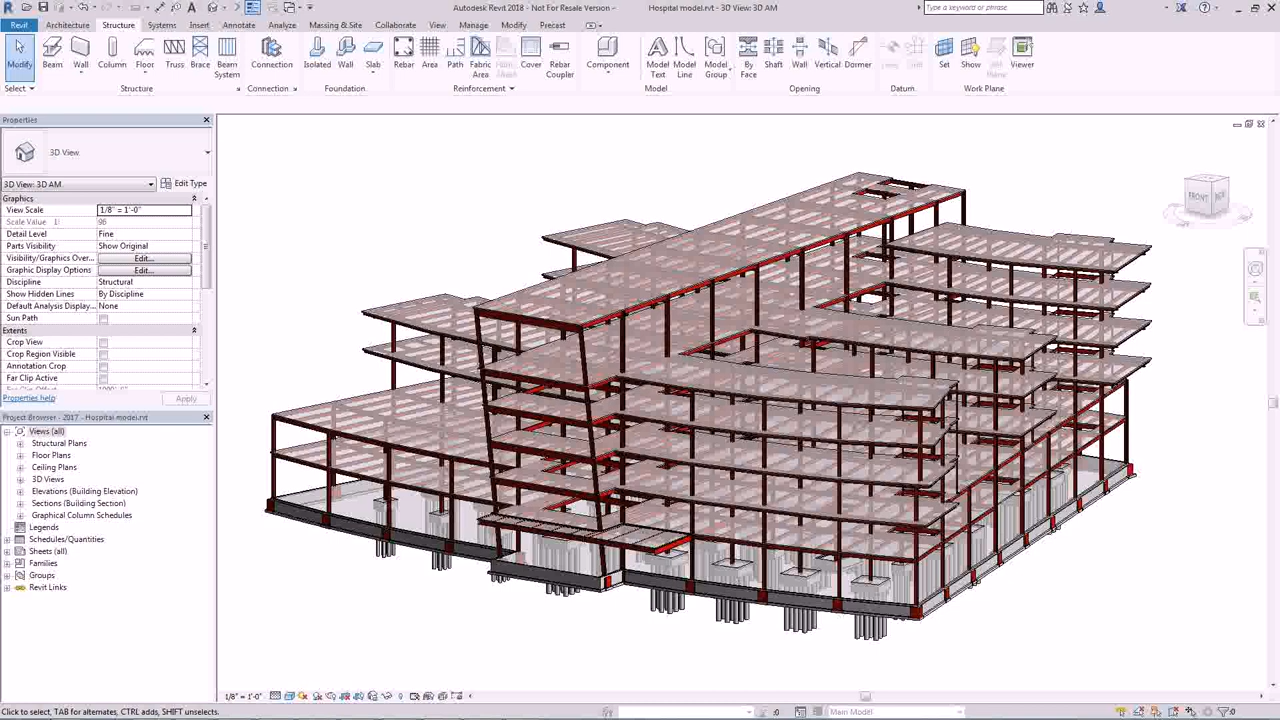 Autodesk Revit 2018 - Not For Resale Version - Hospital model.rvt - 3D View: 3D AM
Type a keyword or phrase
Revit Architecture Structure Systems Insert Annotate Analyze Massing & Site Collaborate View Manage Modify Precast
Modify Beam Wall Column Floor Truss Brace Beam System Connection Isolated Wall Slab Rebar Area Path Fabric Area Cover Rebar Coupler Component Model Text Model Line Model Group By Face Shaft Wall Vertical Dormer Set Show Viewer
Select Structure Connection Foundation Reinforcement Model Opening Datum Work Plane
Properties
3D View
3D View: 3D AM Edit Type
Graphics
View Scale 1/8" = 1'-0"
Scale Value 1: 96
Detail Level Fine
Parts Visibility Show Original
Visibility/Graphics Over... Edit...
Graphic Display Options Edit...
Discipline Structural
Show Hidden Lines By Discipline
Default Analysis Display... None
Sun Path
Extents
Crop View
Crop Region Visible
Annotation Crop
Far Clip Active
Properties help Apply
Project Browser - 2017 - Hospital model.rvt
Views (all)
Structural Plans
Floor Plans
Ceiling Plans
3D Views
Elevations (Building Elevation)
Sections (Building Section)
Graphical Column Schedules
Legends
Schedules/Quantities
Sheets (all)
Families
Groups
Revit Links
FRONT
1/8" = 1'-0"
Click to select, TAB for alternates, CTRL adds, SHIFT unselects.
:0
Main Model
:0